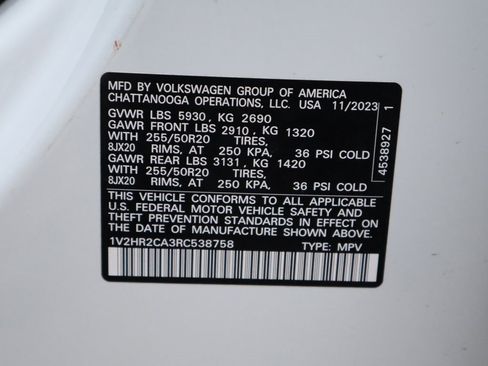 MFD BY VOLKSWAGEN GROUP OF AMERICA
CHATTANOOGA OPERATIONS, LLC. USA 11/2023
GVWR LBS 5930, KG 2690
GAWR FRONT LBS 2910, KG 1320
WITH 255/50R20 TIRES,
8JX20 RIMS, AT 250 KPA, 36 PSI COLD
GAWR REAR LBS 3131, KG 1420
WITH 255/50R20 TIRES,
8JX20 RIMS, AT 250 KPA, 36 PSI COLD
THIS VEHICLE CONFORMS TO ALL APPLICABLE
U.S. FEDERAL MOTOR VEHICLE SAFETY AND
THEFT PREVENTION STANDARDS IN EFFECT ON
THE DATE OF MANUFACTURE SHOWN ABOVE.
1V2HR2CA3RC538758 TYPE: MPV
4538927 1